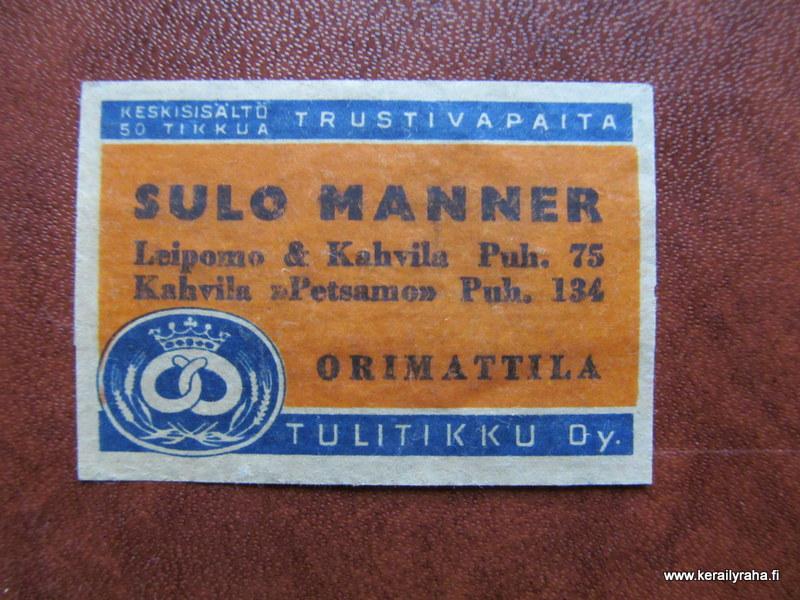 KESKISISÄLTÖ
50 TIKKUA
TRUSTIVAPAITA
SULO MANNER
Leipomo & Kahvila Puh. 75
Kahvila »Petsamo» Puh. 134
ORIMATTILA
TULITIKKU Oy.
www.kerailyraha.fi